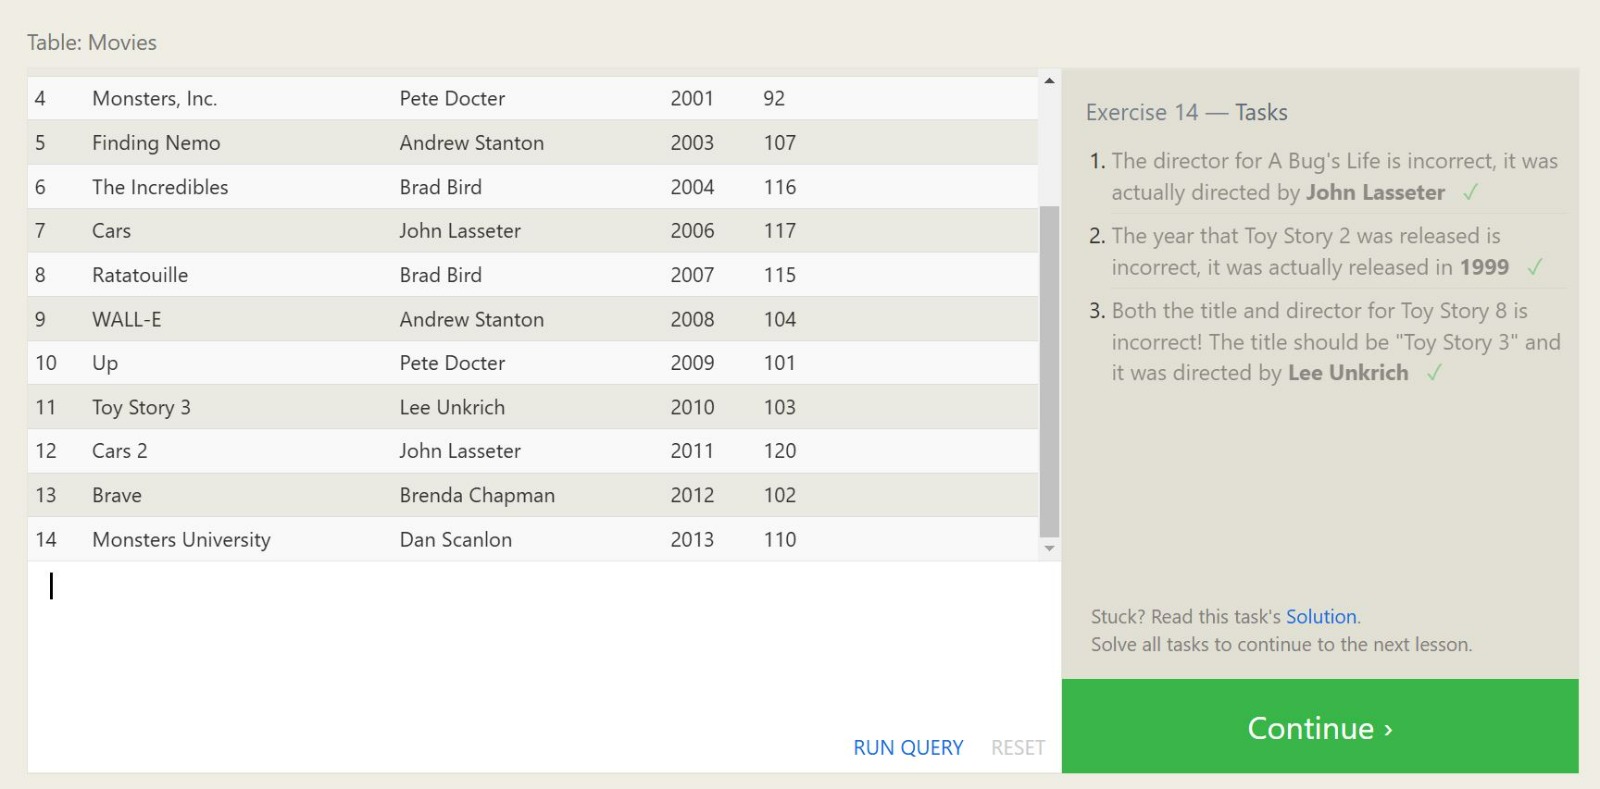 Table: Movies
4 Monsters, Inc. Pete Docter 2001 92
5 Finding Nemo Andrew Stanton 2003 107
6 The Incredibles Brad Bird 2004 116
7 Cars John Lasseter 2006 117
8 Ratatouille Brad Bird 2007 115
9 WALL-E Andrew Stanton 2008 104
10 Up Pete Docter 2009 101
11 Toy Story 3 Lee Unkrich 2010 103
12 Cars 2 John Lasseter 2011 120
13 Brave Brenda Chapman 2012 102
14 Monsters University Dan Scanlon 2013 110
RUN QUERY RESET
Exercise 14 — Tasks
1. The director for A Bug's Life is incorrect, it was
actually directed by John Lasseter ✓
2. The year that Toy Story 2 was released is
incorrect, it was actually released in 1999 ✓
3. Both the title and director for Toy Story 8 is
incorrect! The title should be "Toy Story 3" and
it was directed by Lee Unkrich ✓
Stuck? Read this task's Solution.
Solve all tasks to continue to the next lesson.
Continue ›